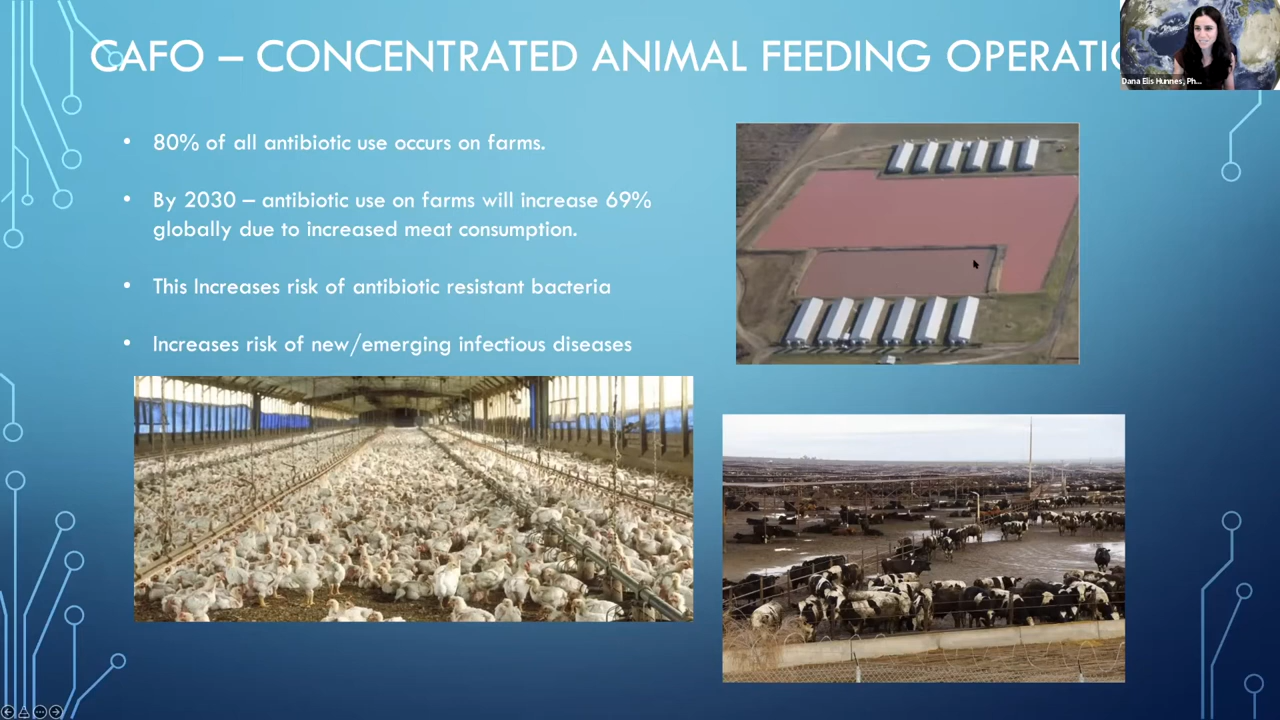 CAFO – CONCENTRATED ANIMAL FEEDING OPERATIO
Dana Elis Hunnes, Ph...
• 80% of all antibiotic use occurs on farms.
• By 2030 – antibiotic use on farms will increase 69%
globally due to increased meat consumption.
• This Increases risk of antibiotic resistant bacteria
• Increases risk of new/emerging infectious diseases